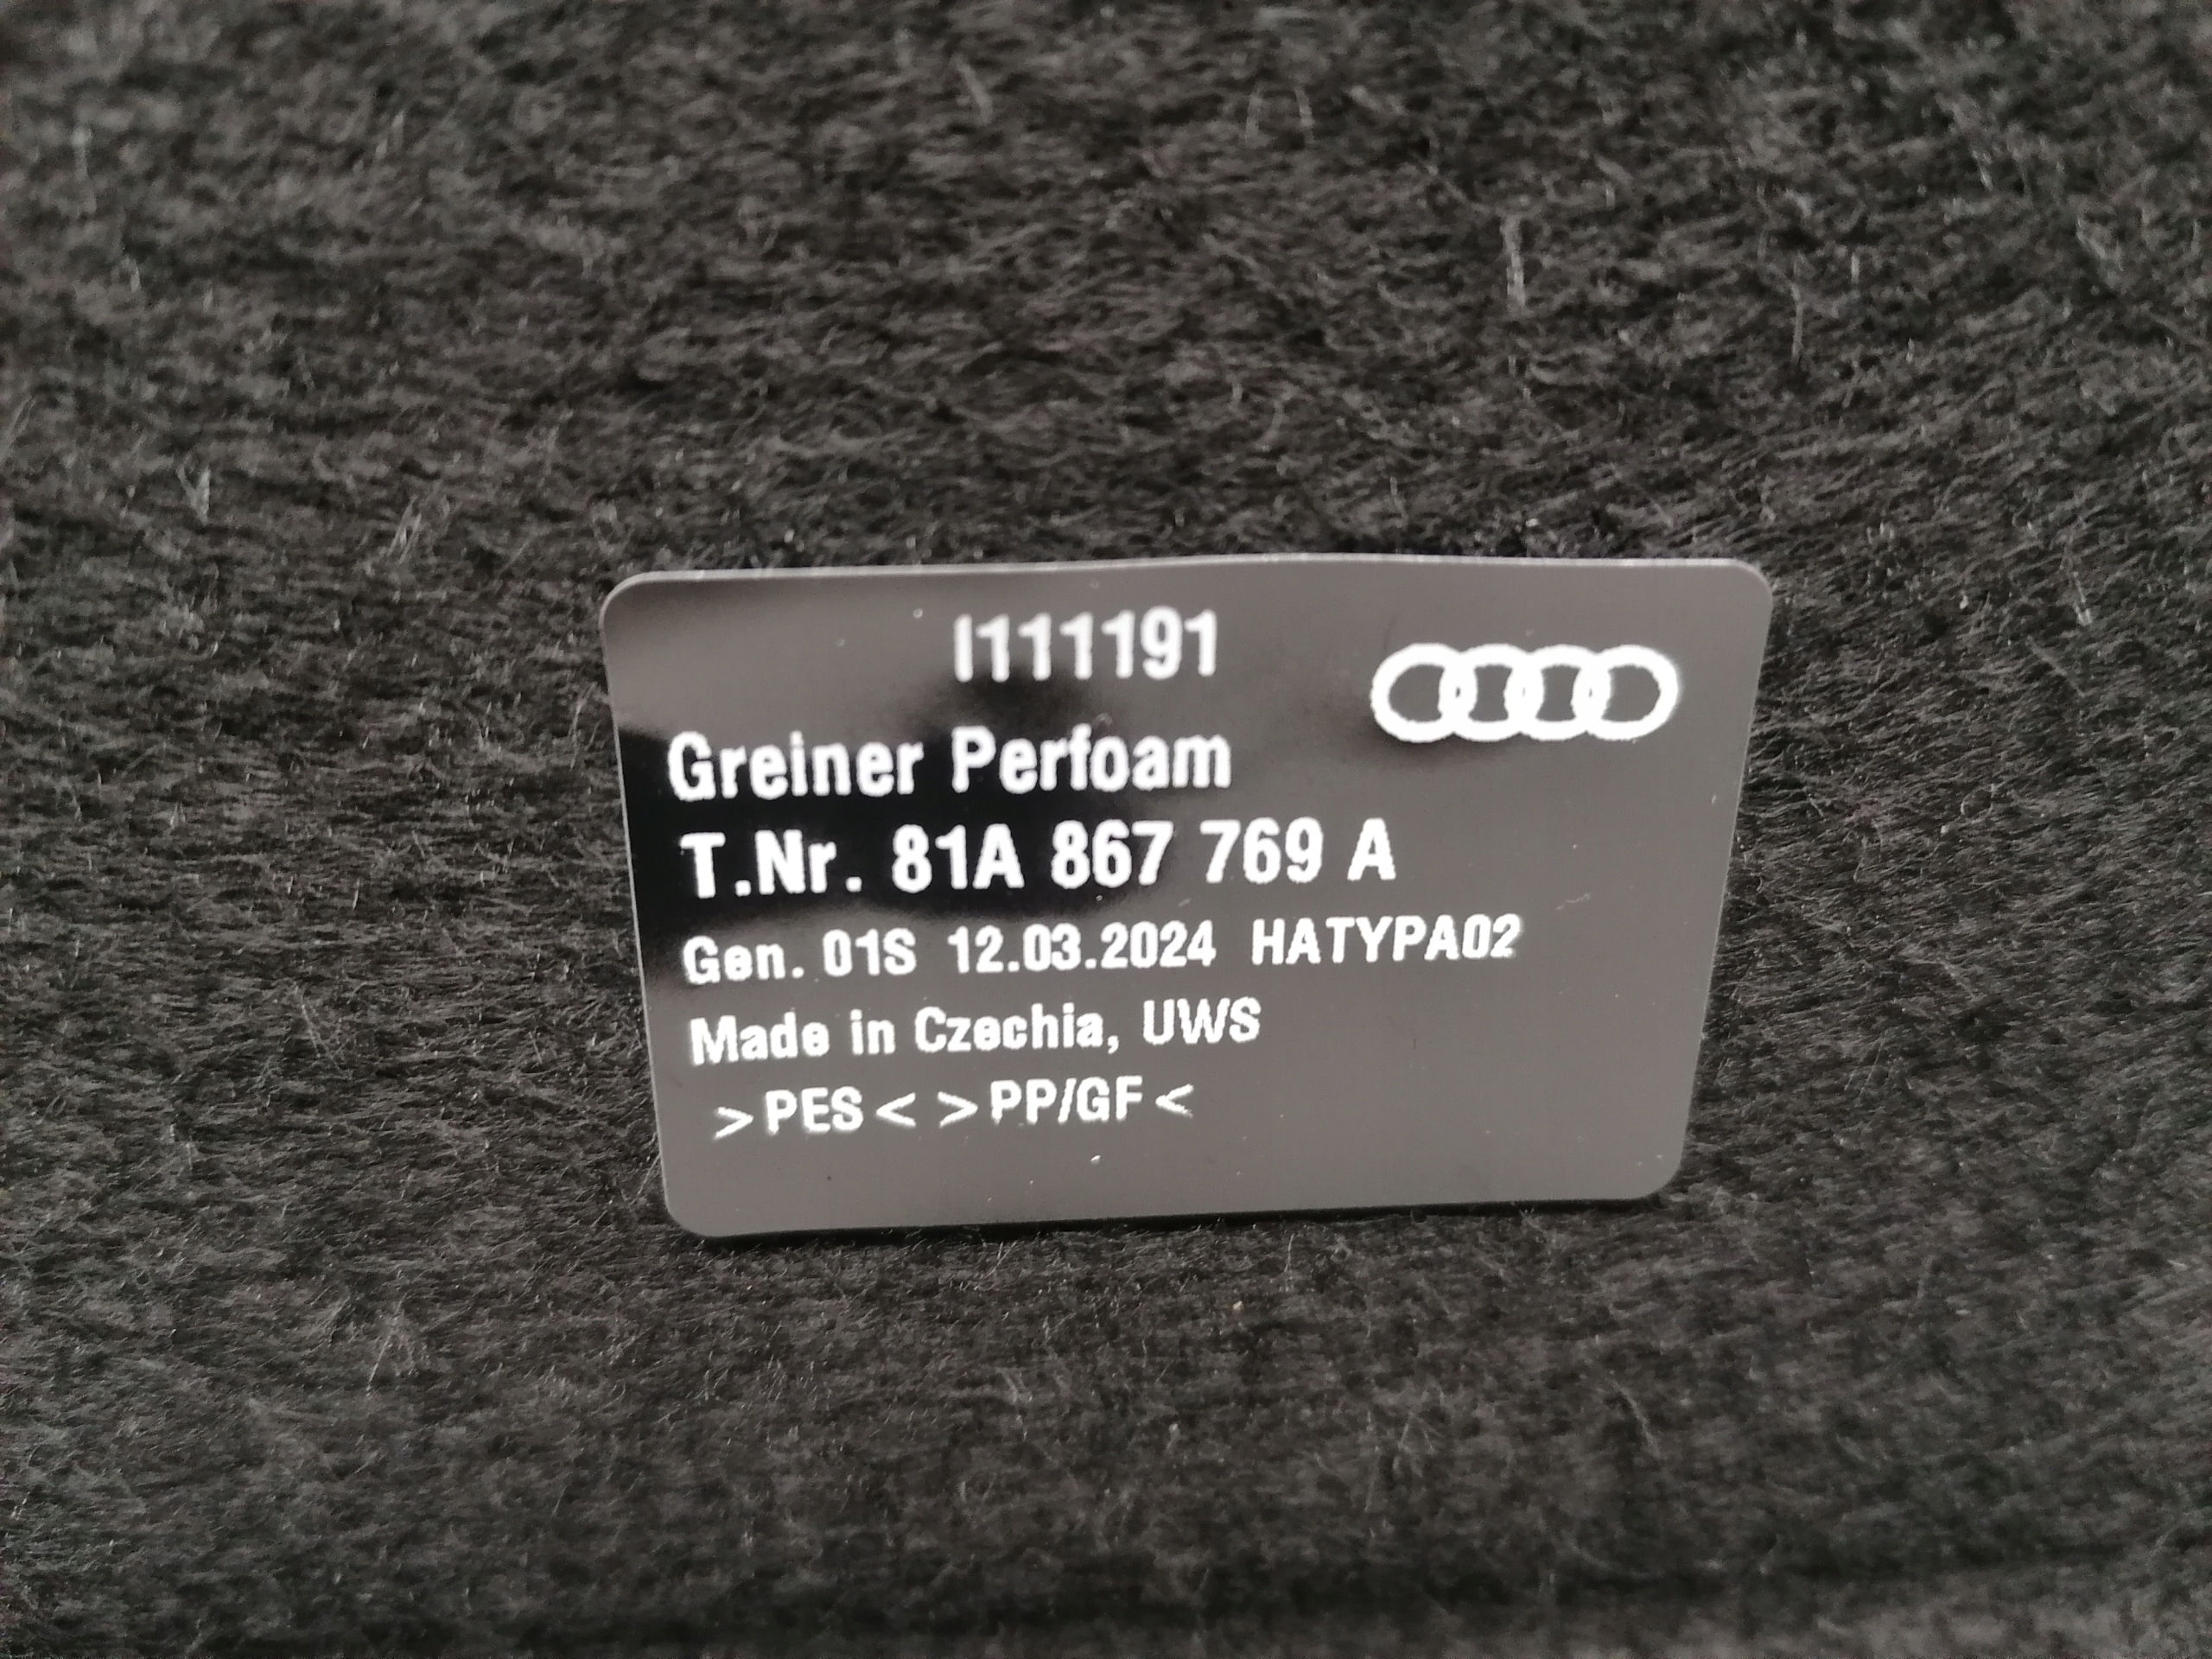 I111191
Greiner Perfoam
T.Nr. 81A 867 769 A
Gen. 01S 12.03.2024 HATYPA02
Made in Czechia, UWS
>PES< >PP/GF<